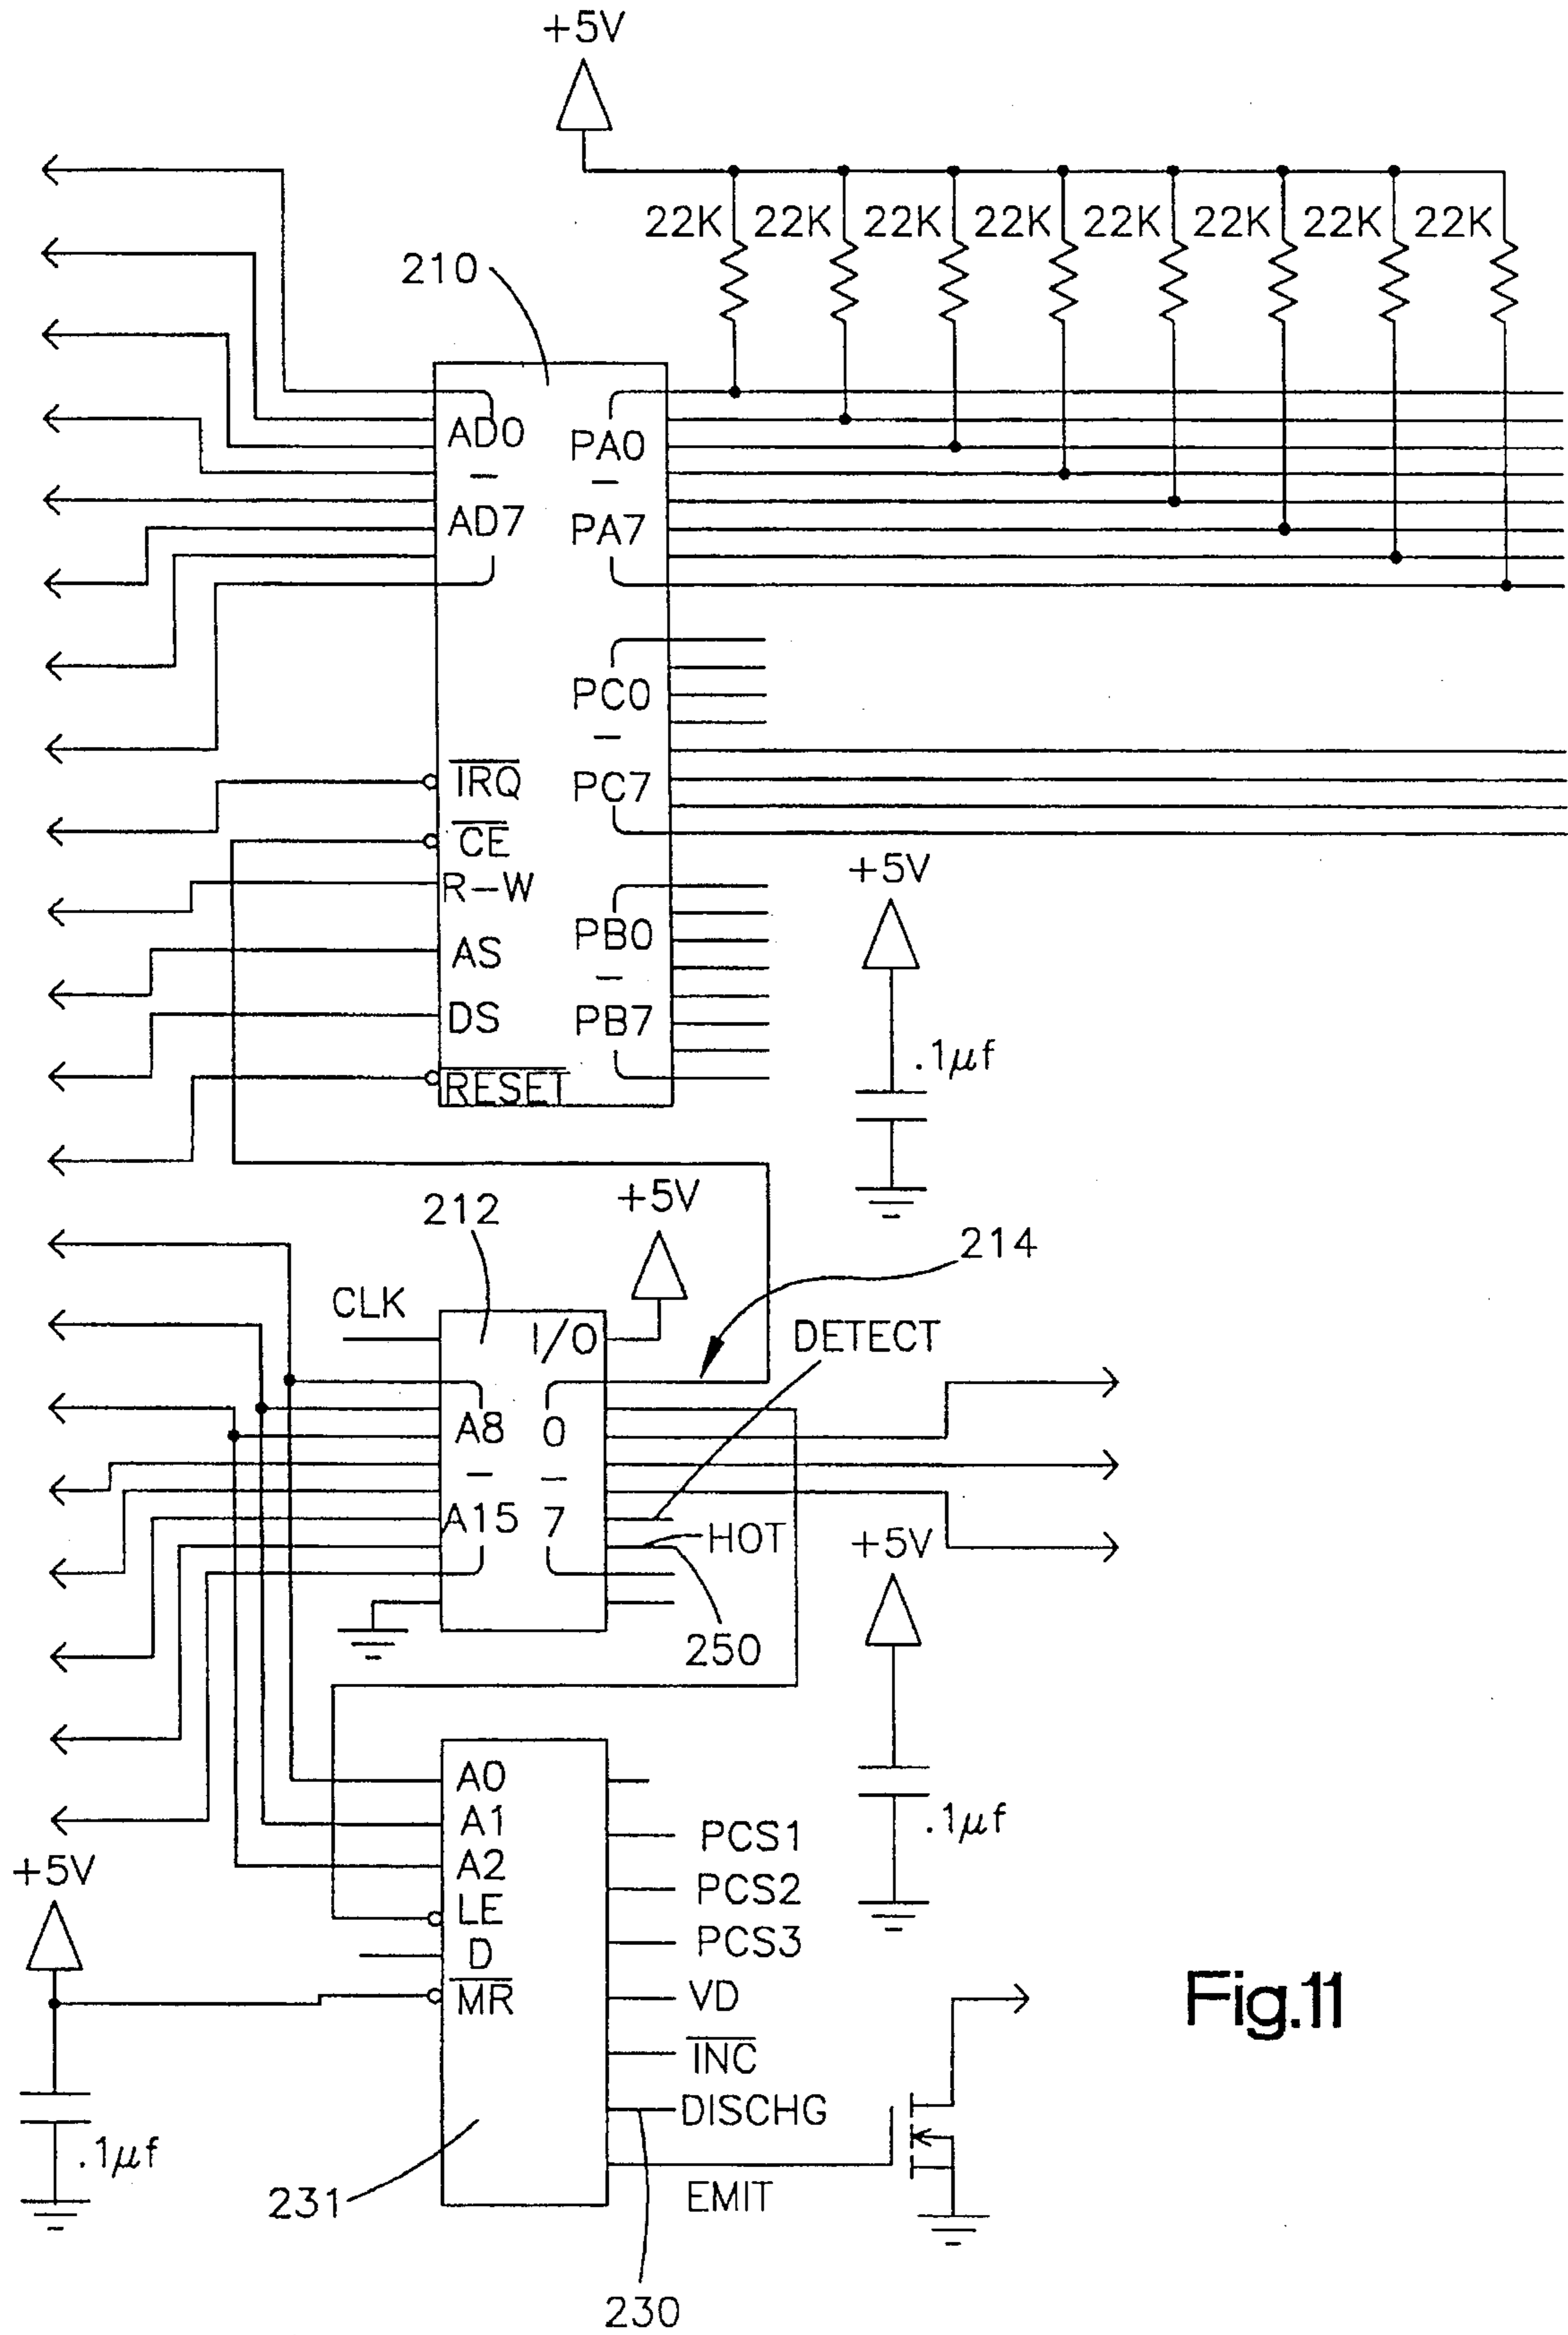 +5V
22K 22K 22K 22K 22K 22K 22K 22K
210
AD0
–
AD7
PA0
–
PA7
PC0
–
PC7
IRQ
CE
R–W
AS
DS
RESET
PB0
–
PB7
+5V
.1μf
212
+5V
214
CLK
I/O
DETECT
A8
–
A15
0
–
7
HOT
250
+5V
.1μf
A0
A1
A2
LE
D
MR
PCS1
PCS2
PCS3
VD
INC
DISCHG
EMIT
+5V
.1μf
231
230
Fig.11